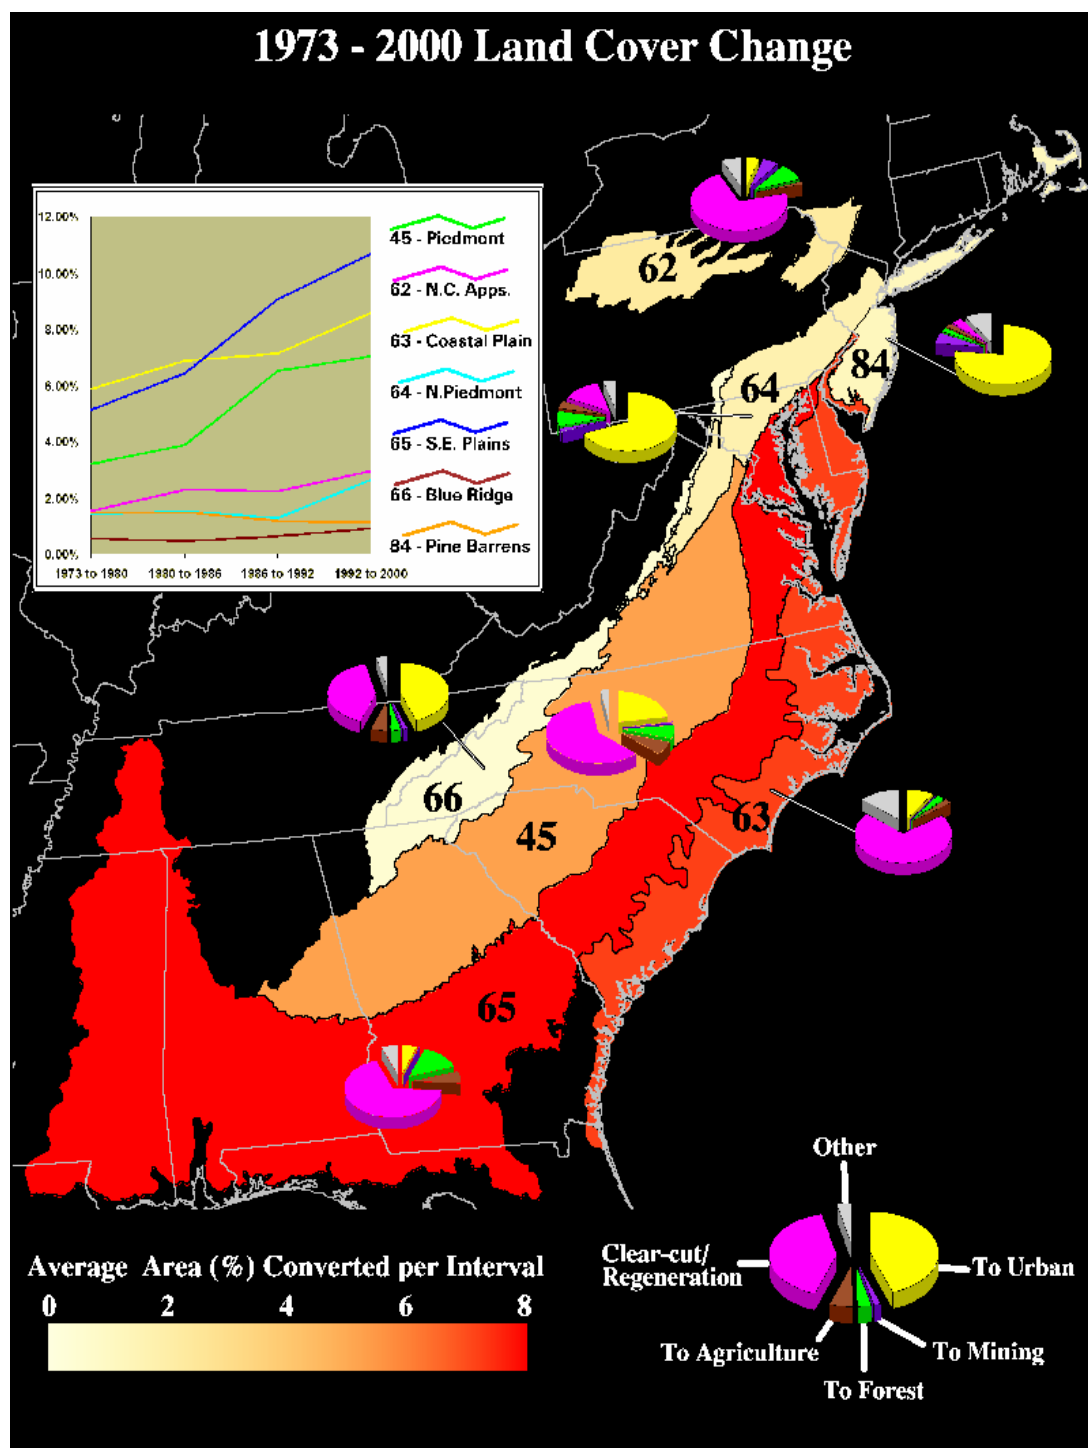 1973 - 2000 Land Cover Change
12.00%
10.00%
8.00%
6.00%
4.00%
2.00%
0.00%
1973 to 1980
1980 to 1986
1986 to 1992
1992 to 2000
45 - Piedmont
62 - N.C. Apps.
63 - Coastal Plain
64 - N.Piedmont
65 - S.E. Plains
66 - Blue Ridge
84 - Pine Barrens
62
84
64
66
45
63
65
Other
Clear-cut/
Regeneration
To Urban
To Agriculture
To Mining
To Forest
Average Area (%) Converted per Interval
0 2 4 6 8